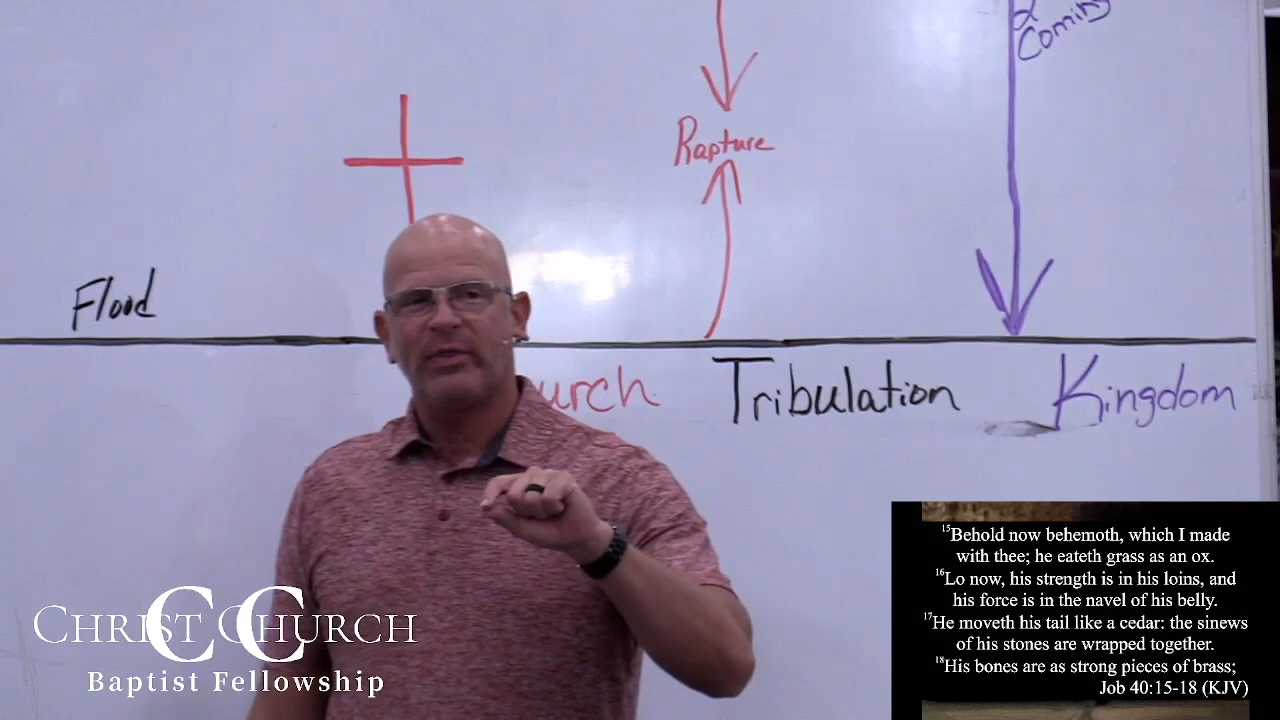 2
Coming
Rapture
Flood
urch
Tribulation
Kingdom
15Behold now behemoth, which I made
with thee; he eateth grass as an ox.
16Lo now, his strength is in his loins, and
his force is in the navel of his belly.
17He moveth his tail like a cedar: the sinews
of his stones are wrapped together.
18His bones are as strong pieces of brass;
Job 40:15-18 (KJV)
CC
CHRIST CHURCH
Baptist Fellowship